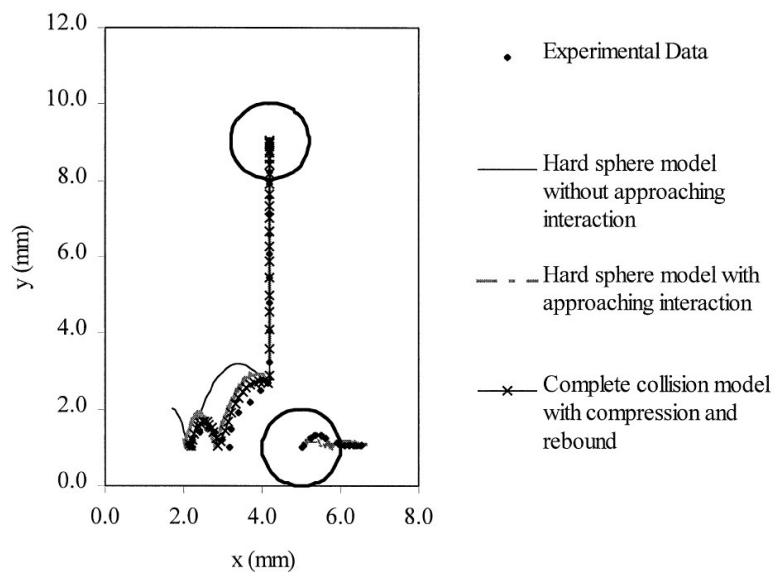 12.0
10.0
8.0
6.0
4.0
2.0
0.0
y (mm)
0.0 2.0 4.0 6.0 8.0
x (mm)
Experimental Data
Hard sphere model
without approaching
interaction
Hard sphere model with
approaching interaction
Complete collision model
with compression and
rebound